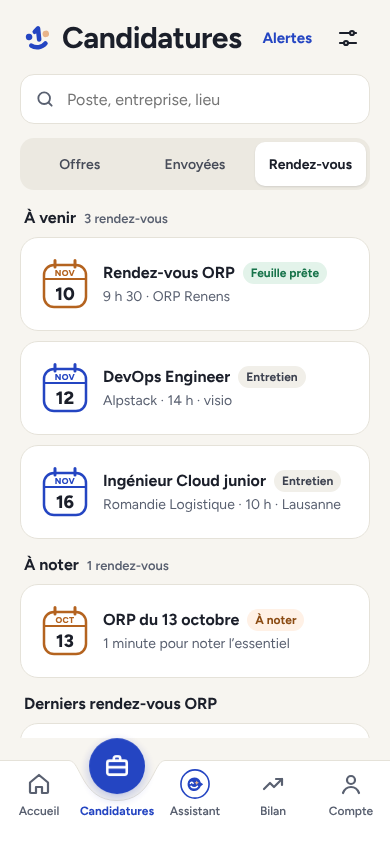 Candidatures
Alertes
Poste, entreprise, lieu
Offres
Envoyées
Rendez-vous
À venir 3 rendez-vous
NOV
10
Rendez-vous ORP Feuille prête
9 h 30 · ORP Renens
NOV
12
DevOps Engineer Entretien
Alpstack · 14 h · visio
NOV
16
Ingénieur Cloud junior Entretien
Romandie Logistique · 10 h · Lausanne
À noter 1 rendez-vous
OCT
13
ORP du 13 octobre À noter
1 minute pour noter l’essentiel
Derniers rendez-vous ORP
Accueil
Candidatures
Assistant
Bilan
Compte